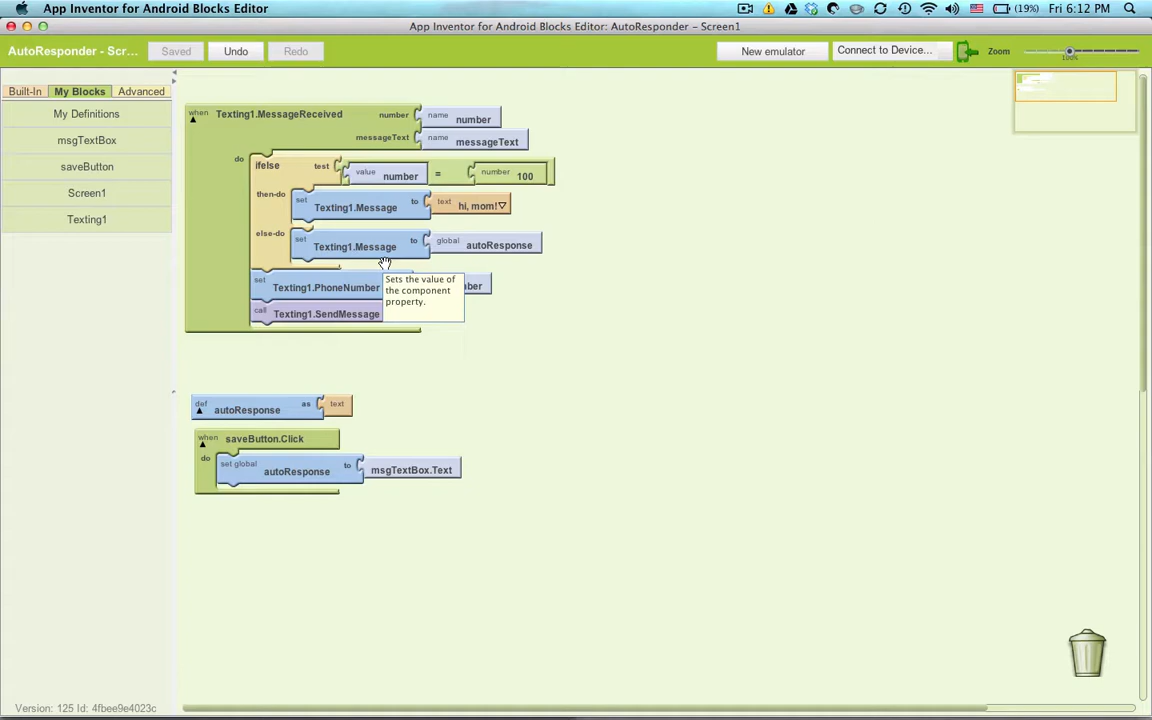 App Inventor for Android Blocks Editor
(19%) Fri 6:12 PM
App Inventor for Android Blocks Editor: AutoResponder – Screen1
AutoResponder - Scr... Saved Undo Redo New emulator Connect to Device... Zoom
100%
Built-In My Blocks Advanced
My Definitions
msgTextBox
saveButton
Screen1
Texting1
when Texting1.MessageReceived number name number
messageText name messageText
do ifelse test value number = number 100
then-do set Texting1.Message to text hi, mom!
else-do set Texting1.Message to global autoResponse
set Texting1.PhoneNumber
call Texting1.SendMessage
Sets the value of
the component
property.
def autoResponse as text
when saveButton.Click
do set global autoResponse to msgTextBox.Text
Version: 125 Id: 4fbee9e4023c